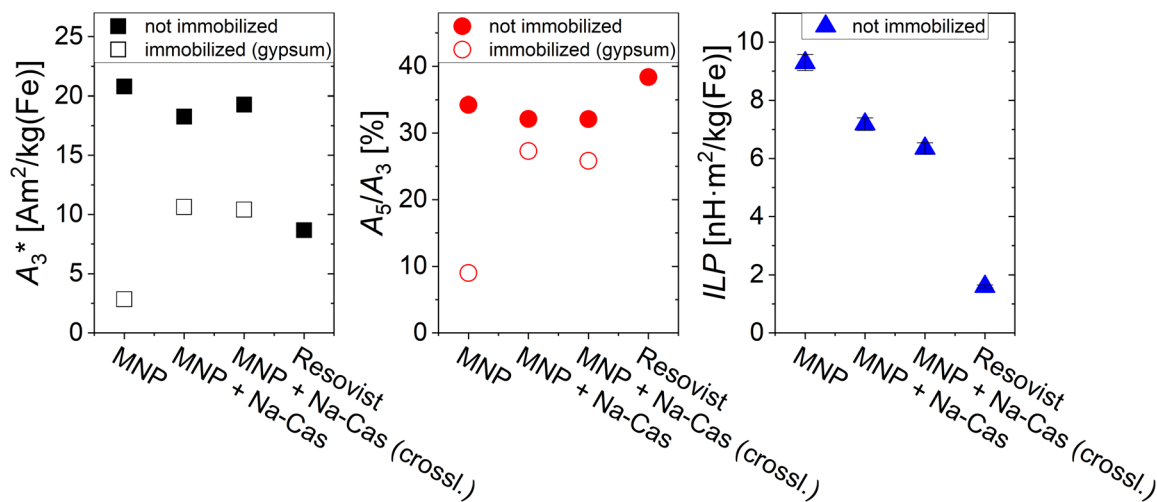 not immobilized
immobilized (gypsum)
25
20
15
10
5
0
A₃* [Am²/kg(Fe)]
MNP
MNP + Na-Cas
MNP + Na-Cas (crossl.)
Resovist
not immobilized
immobilized (gypsum)
40
30
20
10
0
A₅/A₃ [%]
MNP
MNP + Na-Cas
MNP + Na-Cas (crossl.)
Resovist
not immobilized
10
8
6
4
2
0
ILP [nH·m²/kg(Fe)]
MNP
MNP + Na-Cas
MNP + Na-Cas (crossl.)
Resovist